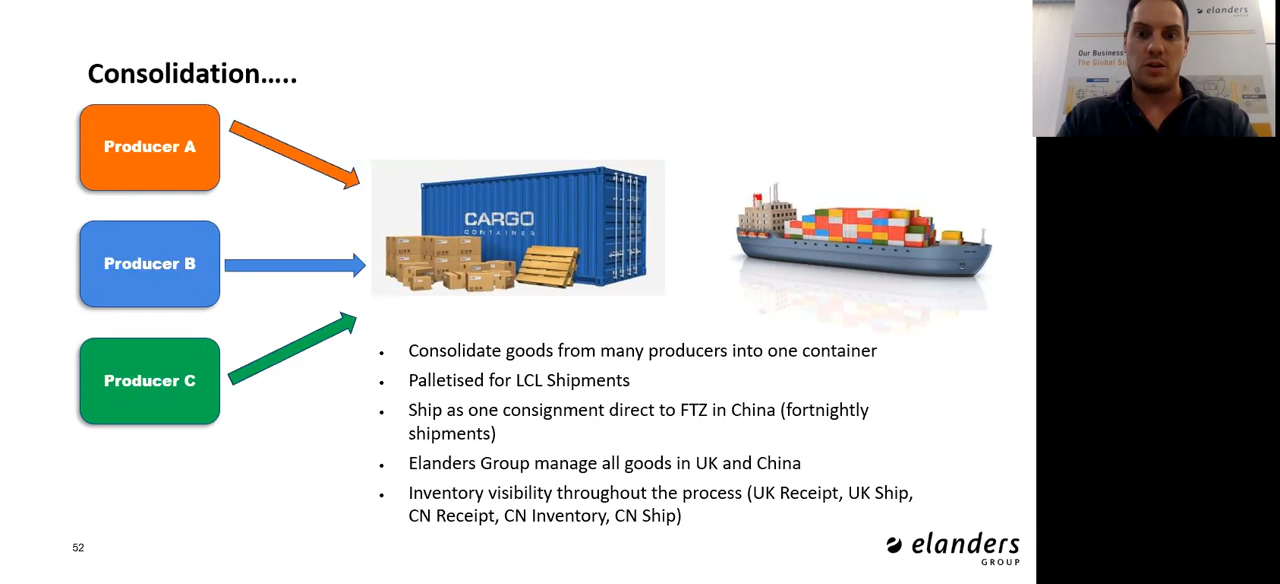 Consolidation.....
Producer A
Producer B
Producer C
CARGO
CONTAINER
• Consolidate goods from many producers into one container
• Palletised for LCL Shipments
• Ship as one consignment direct to FTZ in China (fortnightly
shipments)
• Elanders Group manage all goods in UK and China
• Inventory visibility throughout the process (UK Receipt, UK Ship,
CN Receipt, CN Inventory, CN Ship)
52
elanders
GROUP
elanders
GROUP
Our Business
The Global